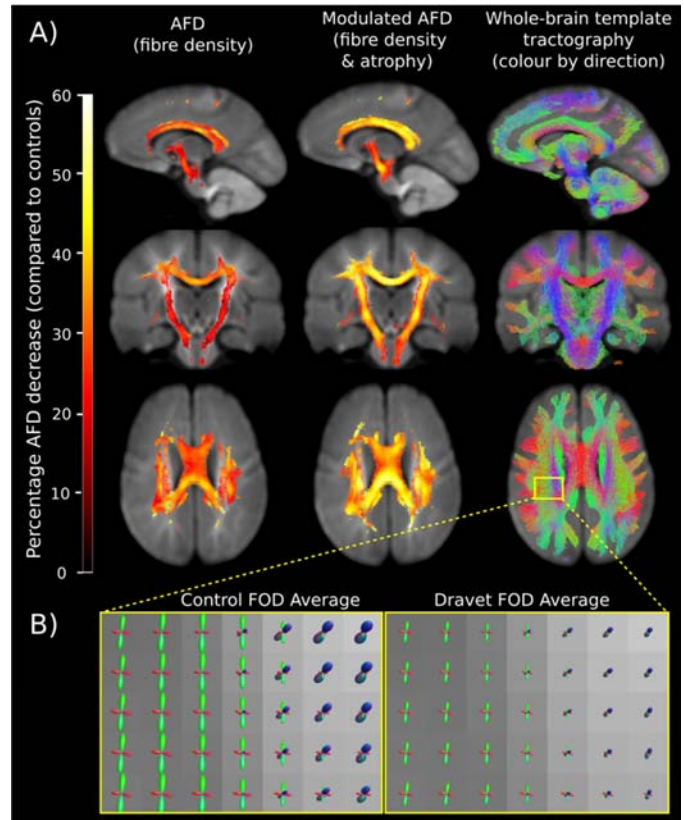 A)
AFD
(fibre density)
Modulated AFD
(fibre density
& atrophy)
Whole-brain template
tractography
(colour by direction)
Percentage AFD decrease (compared to controls)
60
50
40
30
20
10
0
B)
Control FOD Average
Dravet FOD Average